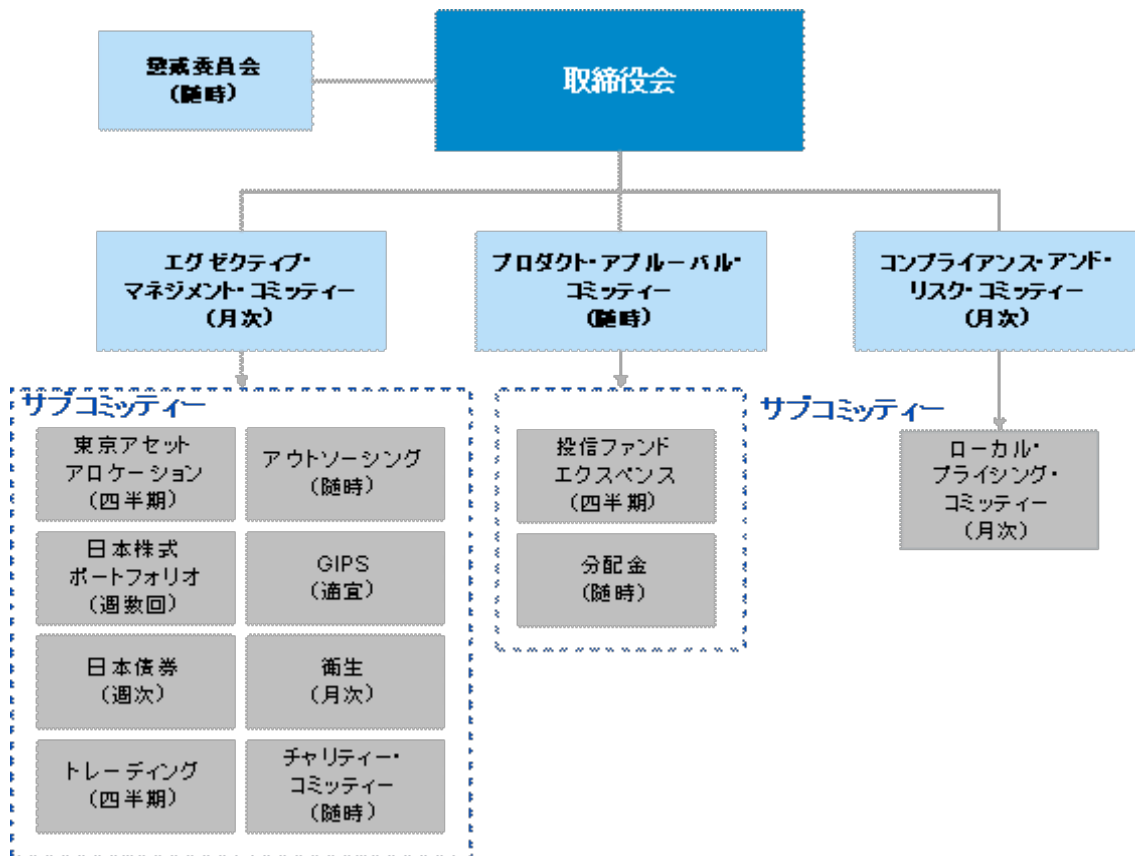 懲戒委員会
(随時)
取締役会
エグゼクティブ・
マネジメント・コミッティー
(月次)
プロダクト・アプルーバル・
コミッティー
(随時)
コンプライアンス・アンド・
リスク・コミッティー
(月次)
サブコミッティー
東京アセット
アロケーション
(四半期)
アウトソーシング
(随時)
日本株式
ポートフォリオ
(週数回)
GIPS
(適宜)
日本債券
(週次)
衛生
(月次)
トレーディング
(四半期)
チャリティー・
コミッティー
(随時)
投信ファンド
エクスペンス
(四半期)
分配金
(随時)
サブコミッティー
ローカル・
プライシング・
コミッティー
(月次)